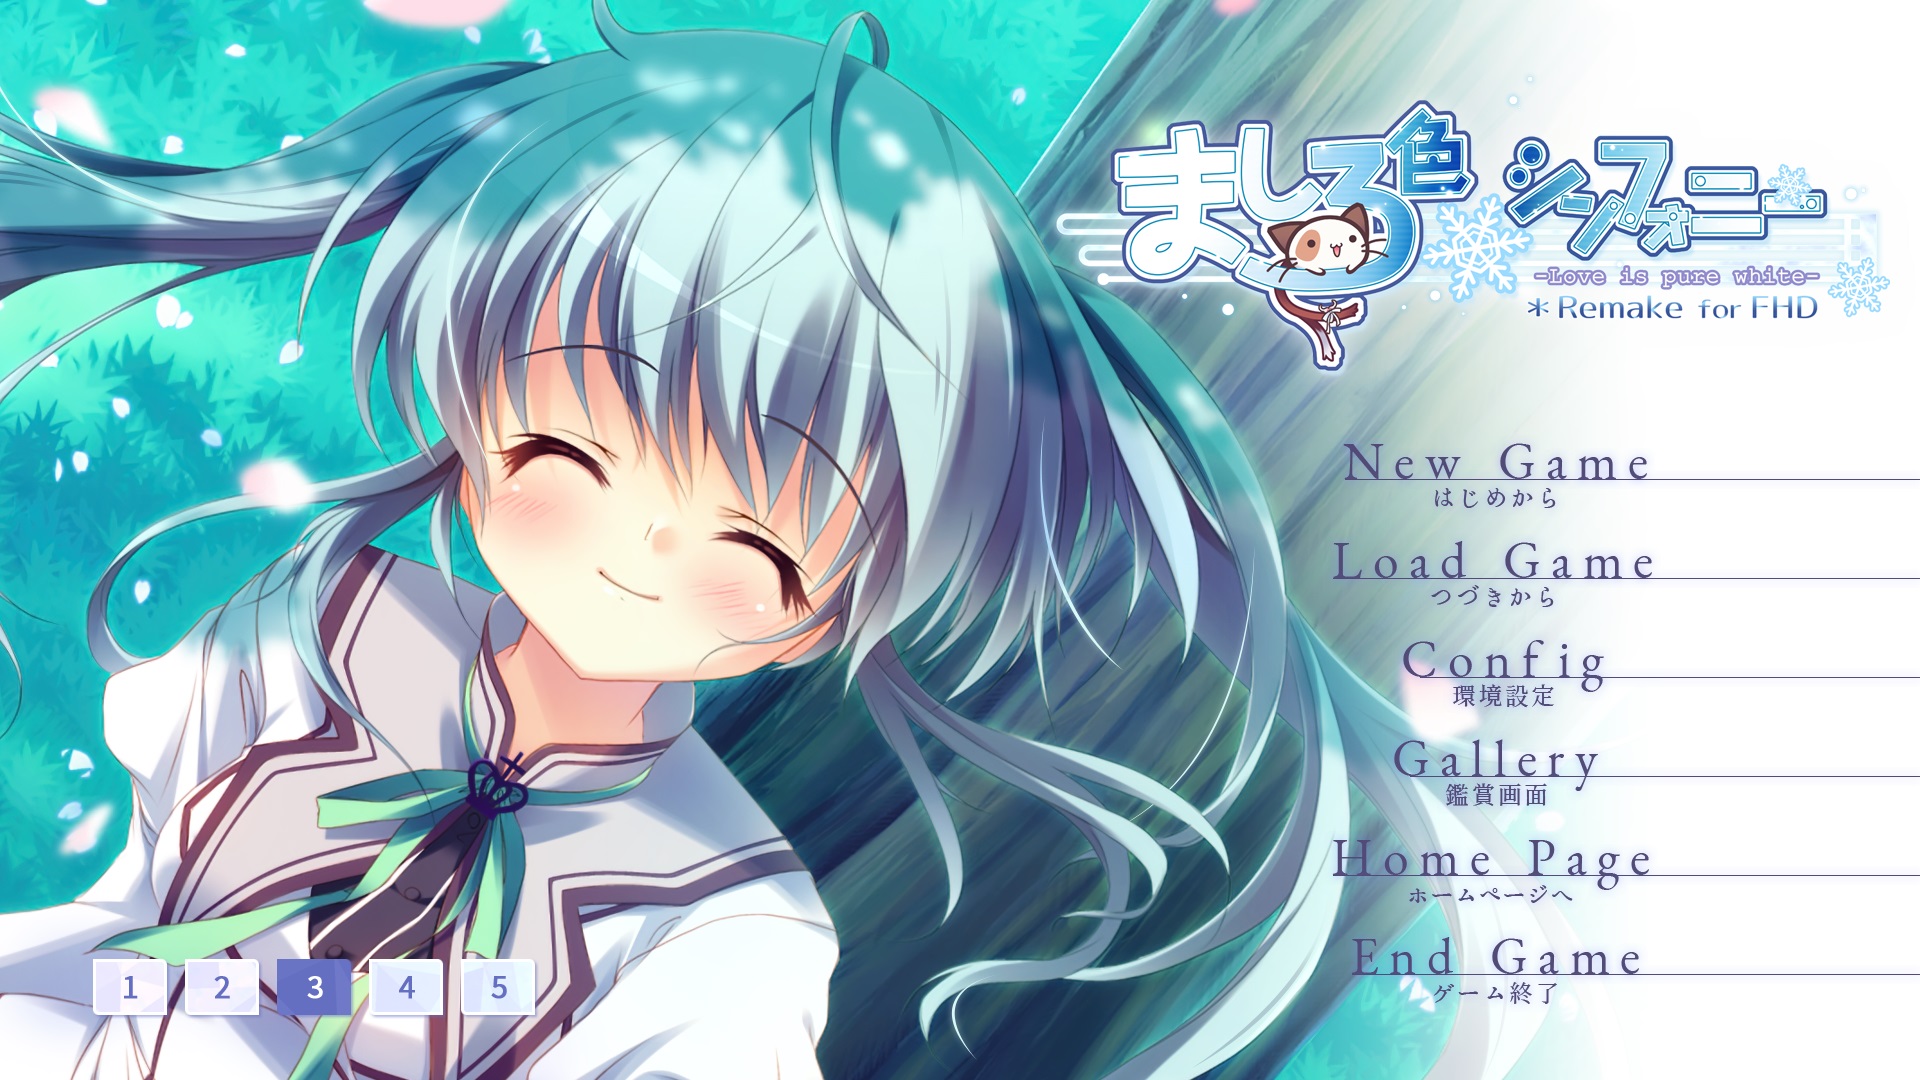 ましろ色シンフォニー
-Love is pure white-
＊Remake for FHD
New Game
はじめから
Load Game
つづきから
Config
環境設定
Gallery
鑑賞画面
Home Page
ホームページへ
End Game
ゲーム終了
1 2 3 4 5